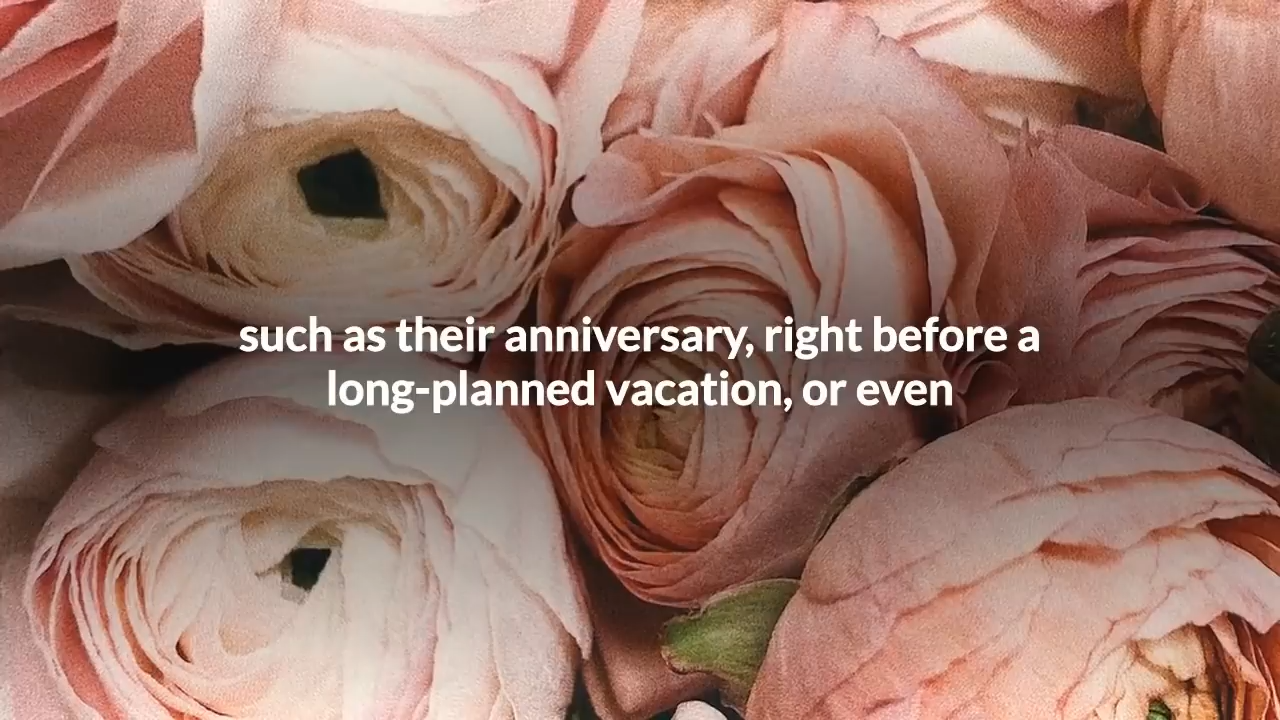 such as their anniversary, right before a
long-planned vacation, or even